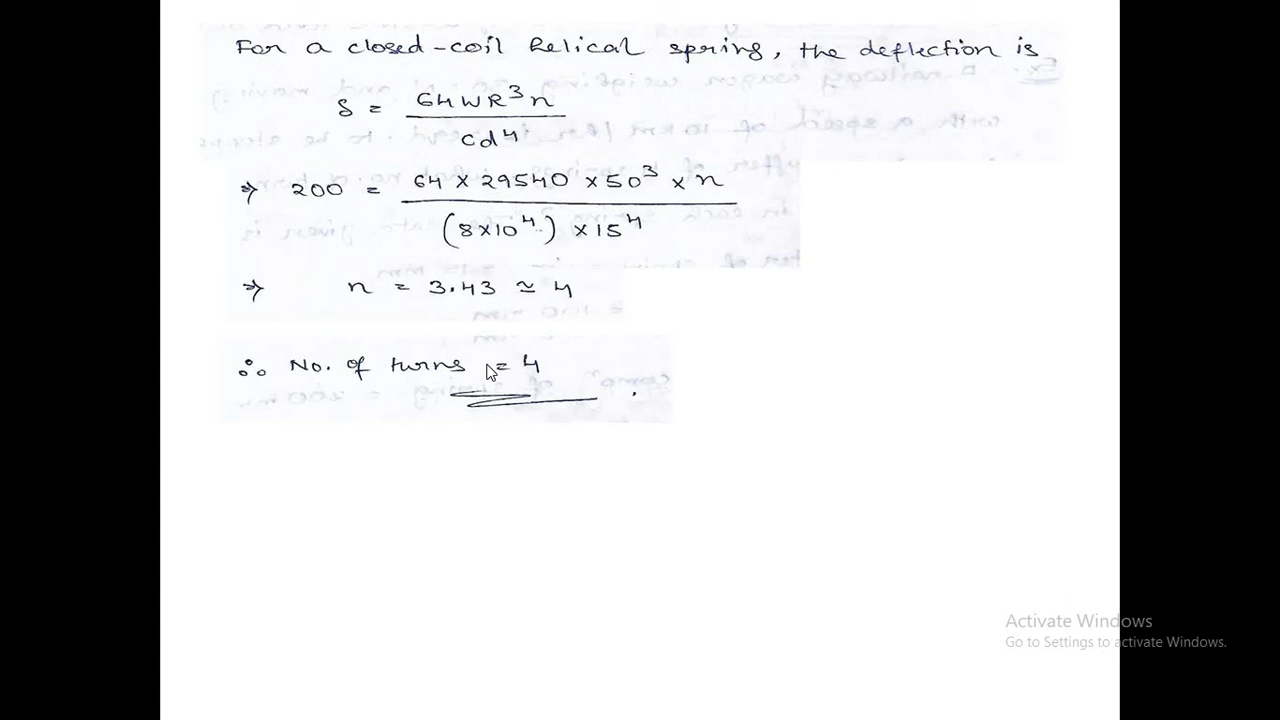 For a closed-coil helical spring, the deflection is
δ = 64WR³n / Cd⁴
⇒ 200 = 64 × 29540 × 50³ × n / (8×10⁴) × 15⁴
⇒ n = 3.43 ≃ 4
∴ No. of turns = 4
Activate Windows
Go to Settings to activate Windows.